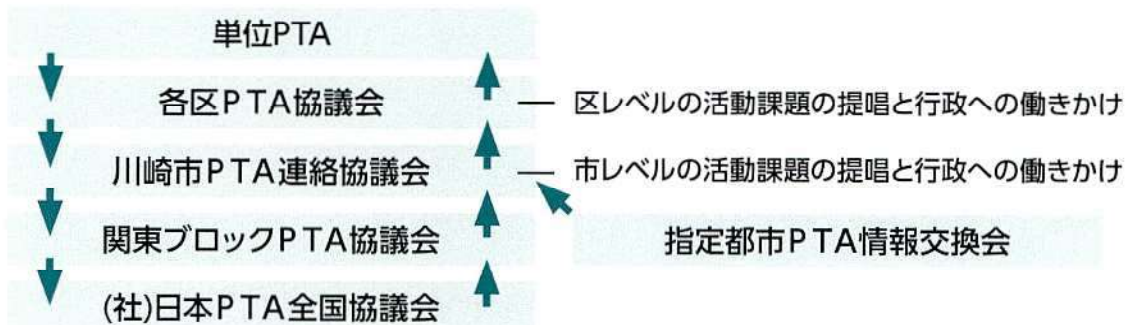 単位PTA
各区PTA協議会
区レベルの活動課題の提唱と行政への働きかけ
川崎市PTA連絡協議会
市レベルの活動課題の提唱と行政への働きかけ
関東ブロックPTA協議会
指定都市PTA情報交換会
(社)日本PTA全国協議会